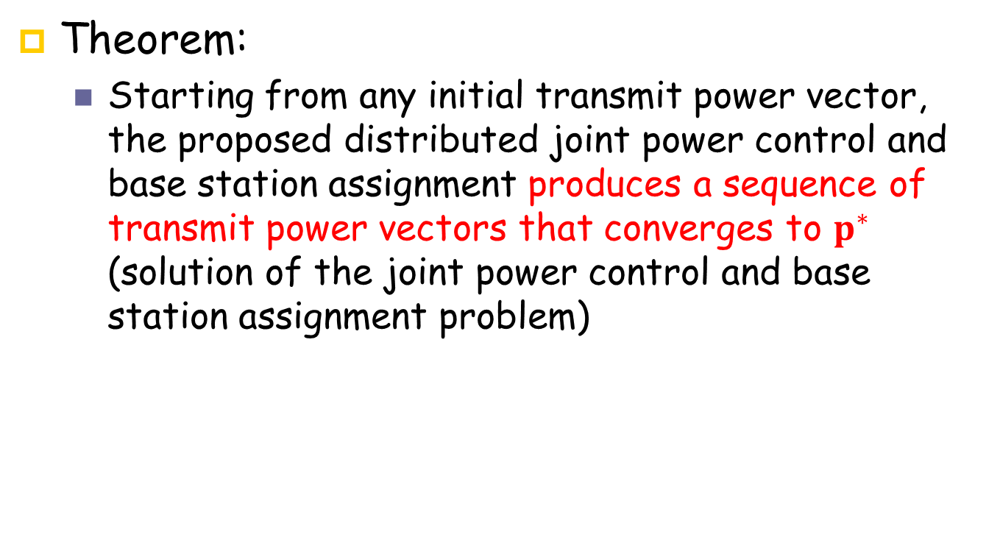 Theorem:
Starting from any initial transmit power vector,
the proposed distributed joint power control and
base station assignment produces a sequence of
transmit power vectors that converges to p*
(solution of the joint power control and base
station assignment problem)